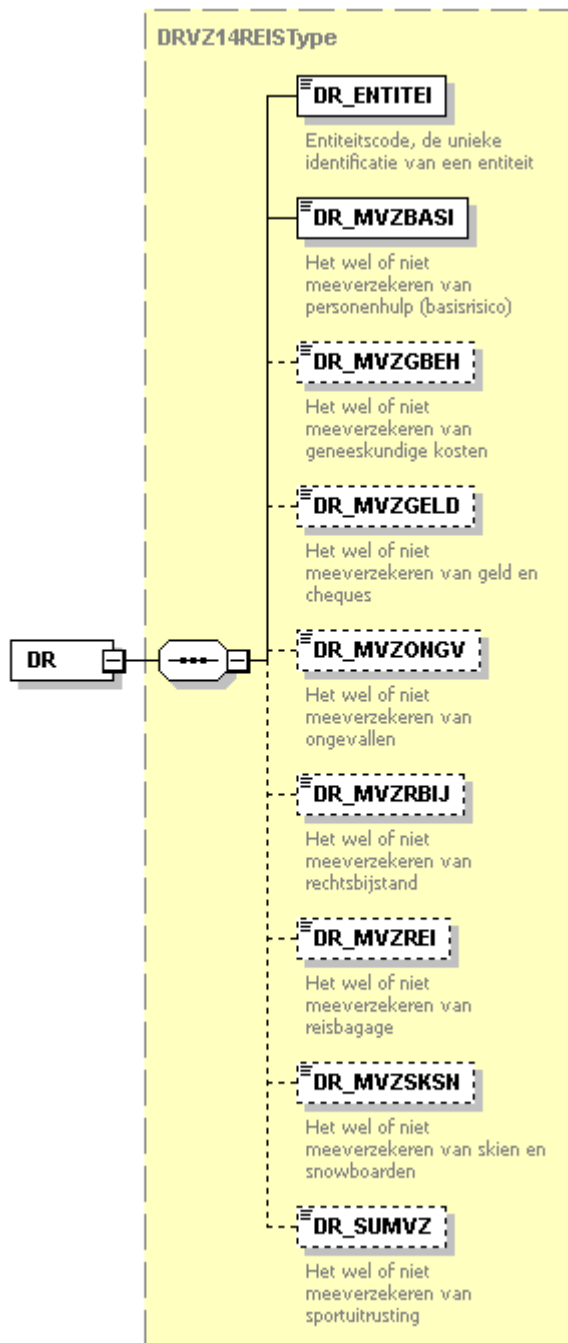 DRVZ14REISType
DR_ENTITEI
Entiteitscode, de unieke
identificatie van een entiteit
DR_MVZBASI
Het wel of niet
meeverzekeren van
personenhulp (basisrisico)
DR_MVZGBEH
Het wel of niet
meeverzekeren van
geneeskundige kosten
DR_MVZGELD
Het wel of niet
meeverzekeren van geld en
cheques
DR
DR_MVZONGV
Het wel of niet
meeverzekeren van
ongevallen
DR_MVZRBIJ
Het wel of niet
meeverzekeren van
rechtsbijstand
DR_MVZREI
Het wel of niet
meeverzekeren van
reisbagage
DR_MVZSKSN
Het wel of niet
meeverzekeren van skien en
snowboarden
DR_SUMVZ
Het wel of niet
meeverzekeren van
sportuitrusting